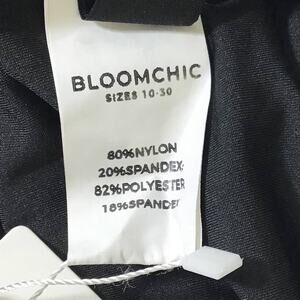 BLOOMCHIC
SIZES 10-30
80%NYLON
20%SPANDEX;
82%POLYESTER
18%SPANDEX